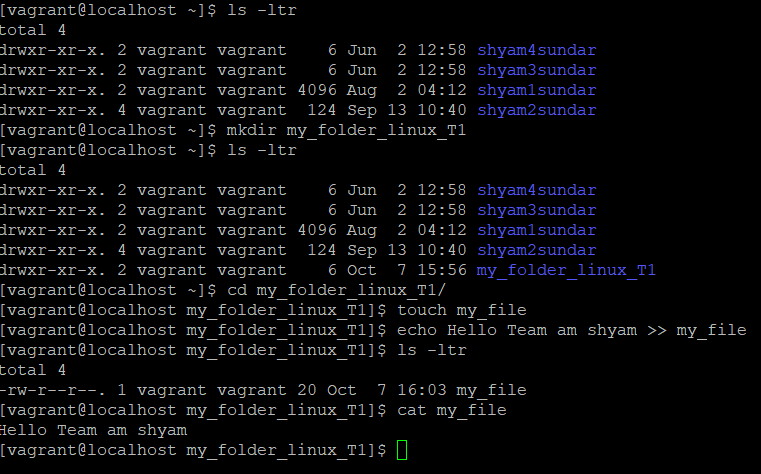 [vagrant@localhost ~]$ ls -ltr
total 4
drwxr-xr-x. 2 vagrant vagrant    6 Jun  2 12:58 shyam4sundar
drwxr-xr-x. 2 vagrant vagrant    6 Jun  2 12:58 shyam3sundar
drwxr-xr-x. 2 vagrant vagrant 4096 Aug  2 04:12 shyam1sundar
drwxr-xr-x. 4 vagrant vagrant  124 Sep 13 10:40 shyam2sundar
[vagrant@localhost ~]$ mkdir my_folder_linux_T1
[vagrant@localhost ~]$ ls -ltr
total 4
drwxr-xr-x. 2 vagrant vagrant    6 Jun  2 12:58 shyam4sundar
drwxr-xr-x. 2 vagrant vagrant    6 Jun  2 12:58 shyam3sundar
drwxr-xr-x. 2 vagrant vagrant 4096 Aug  2 04:12 shyam1sundar
drwxr-xr-x. 4 vagrant vagrant  124 Sep 13 10:40 shyam2sundar
drwxr-xr-x. 2 vagrant vagrant    6 Oct  7 15:56 my_folder_linux_T1
[vagrant@localhost ~]$ cd my_folder_linux_T1/
[vagrant@localhost my_folder_linux_T1]$ touch my_file
[vagrant@localhost my_folder_linux_T1]$ echo Hello Team am shyam >> my_file
[vagrant@localhost my_folder_linux_T1]$ ls -ltr
total 4
-rw-r--r--. 1 vagrant vagrant 20 Oct  7 16:03 my_file
[vagrant@localhost my_folder_linux_T1]$ cat my_file
Hello Team am shyam
[vagrant@localhost my_folder_linux_T1]$